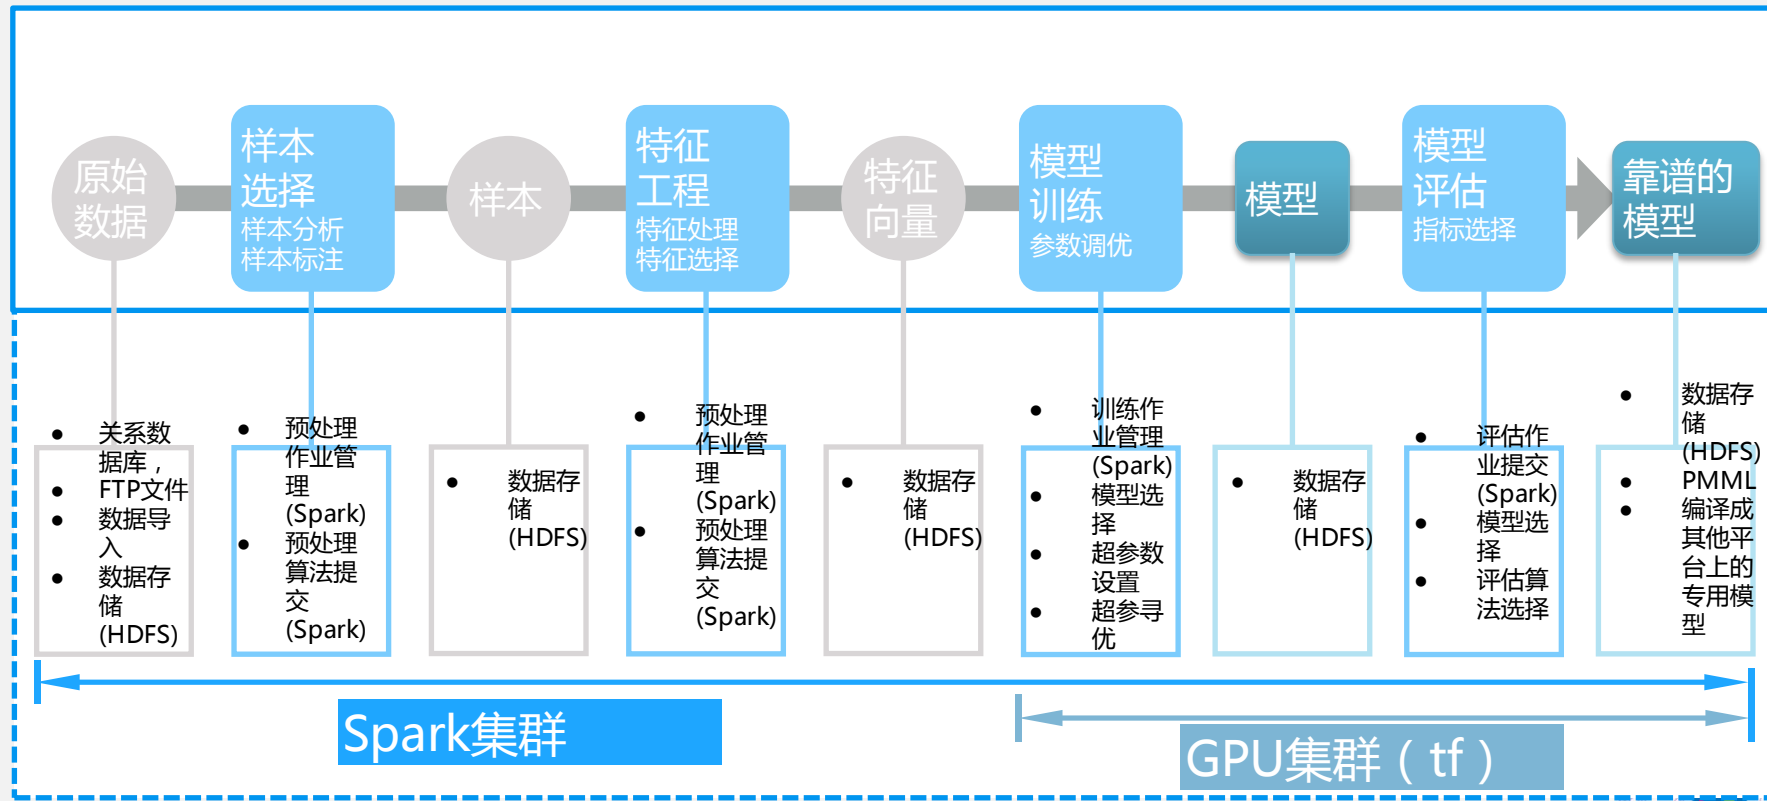 原始
数据
样本
选择
样本分析
样本标注
样本
特征
工程
特征处理
特征选择
特征
向量
模型
训练
参数调优
模型
模型
评估
指标选择
靠谱的
模型
● 关系数
据库，
● FTP文件
● 数据导
入
● 数据存
储
(HDFS)
● 预处理
作业管
理
(Spark)
● 预处理
算法提
交
(Spark)
● 数据存
储
(HDFS)
● 预处理
作业管
理
(Spark)
● 预处理
算法提
交
(Spark)
● 数据存
储
(HDFS)
● 训练作
业管理
(Spark)
● 模型选
择
● 超参数
设置
● 超参寻
优
● 数据存
储
(HDFS)
● 评估作
业提交
(Spark)
● 模型选
择
● 评估算
法选择
● 数据存
储
(HDFS)
● PMML
● 编译成
其他平
台上的
专用模
型
Spark集群
GPU集群（tf）